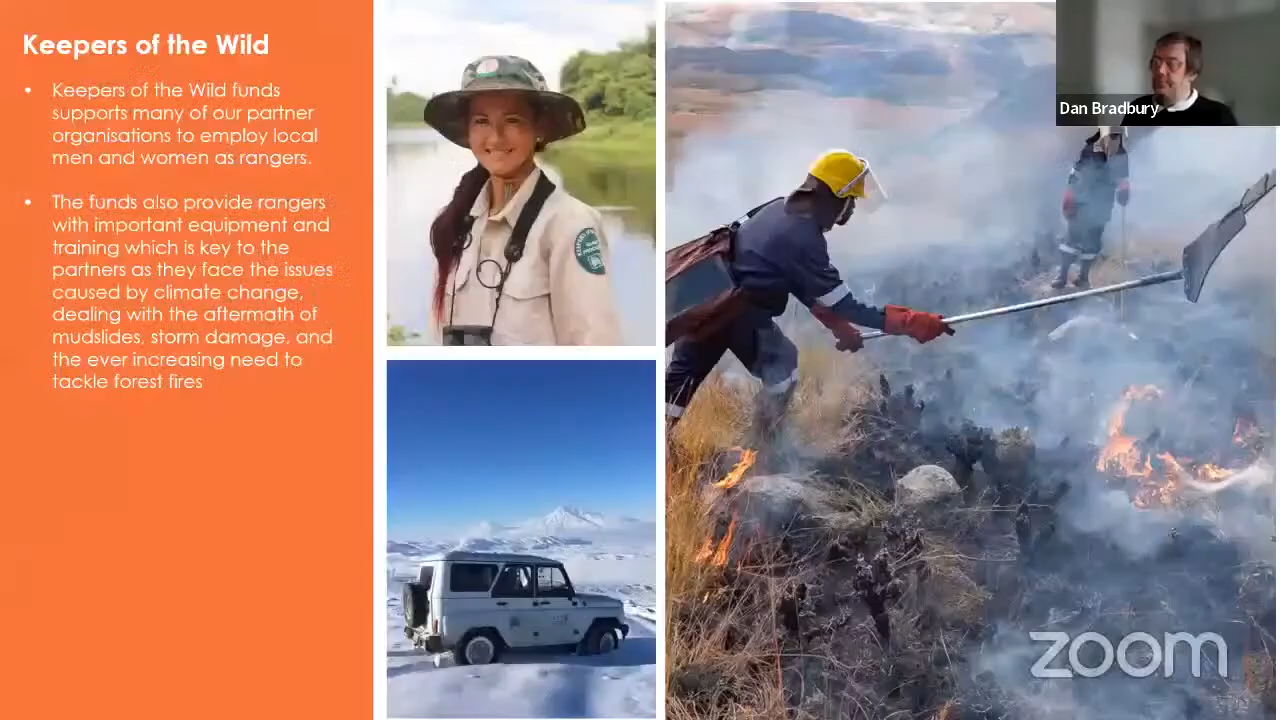 Keepers of the Wild
• Keepers of the Wild funds
supports many of our partner
organisations to employ local
men and women as rangers.
• The funds also provide rangers
with important equipment and
training which is key to the
partners as they face the issues
caused by climate change,
dealing with the aftermath of
mudslides, storm damage, and
the ever increasing need to
tackle forest fires
Dan Bradbury
zoom